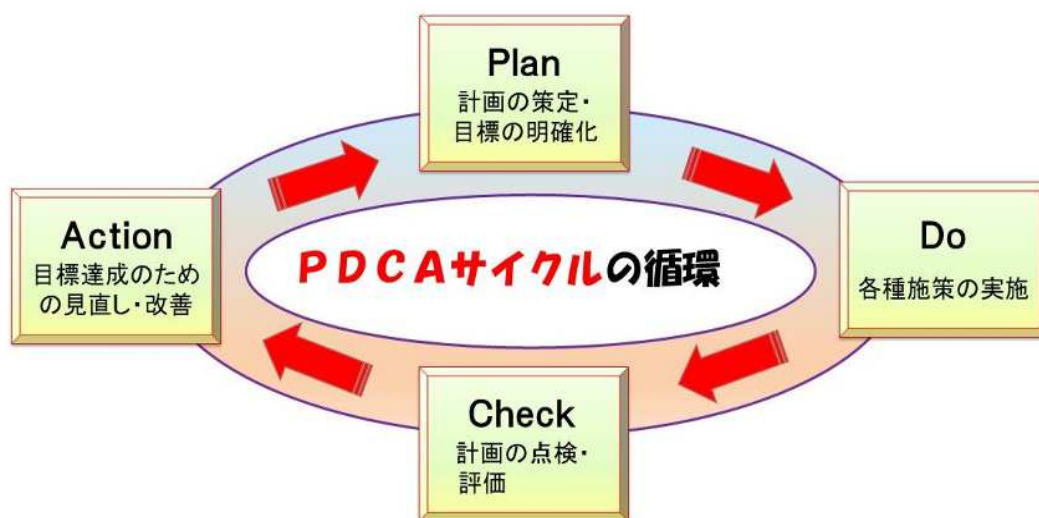 Plan
計画の策定・
目標の明確化
Action
目標達成のため
の見直し・改善
PDCAサイクルの循環
Do
各種施策の実施
Check
計画の点検・
評価